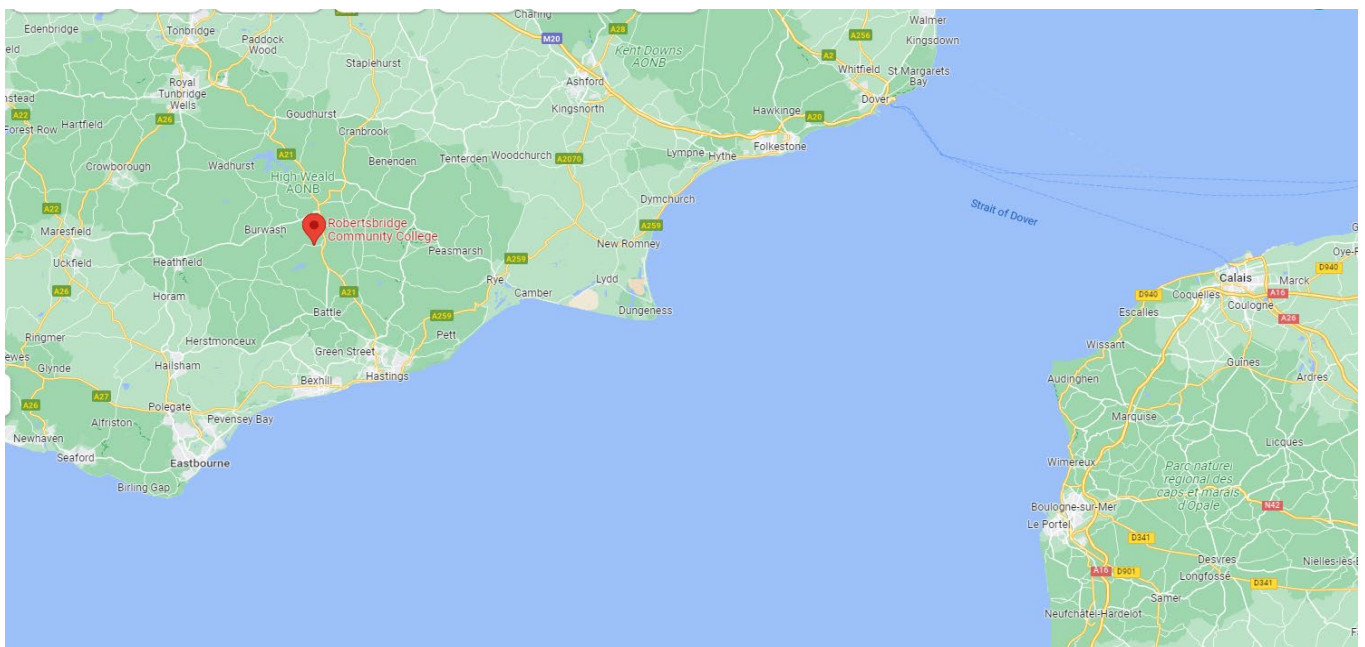 Charing
Walmer
Edenbridge
Tonbridge
Paddock
Wood
A28
A256
Kingsdown
M20
Kent Downs
AONB
A2
Staplehurst
Whitfield
St Margarets
Bay
Royal
Tunbridge
Wells
Ashford
Dover
A22
Hartfield
Forest Row
A26
Goudhurst
Kingsnorth
Hawkinge
A20
Cranbrook
Folkestone
A21
Benenden
Tenterden
Woodchurch
A2070
Lympne
Hythe
Crowborough
Wadhurst
High Weald
AONB
Dymchurch
A22
Strait of Dover
Robertsbridge
Community College
A259
Maresfield
Burwash
Peasmarsh
New Romney
Uckfield
Heathfield
A259
Rye
Lydd
Calais
Marck
D940
A26
Horam
A21
Camber
D940
Coquelles
A16
Coulogne
Battle
Dungeness
Escalles
A26
A259
Pett
Ringmer
Herstmonceux
Green Street
Wissant
Glynde
Hailsham
Bexhill
Hastings
Guînes
Ardres
Audinghen
A26
A27
Polegate
Alfriston
Pevensey Bay
Marquise
Newhaven
Seaford
Eastbourne
Licques
Wimereux
Parc naturel
régional des
caps et marais
d'Opale
Birling Gap
Boulogne-sur-Mer
N42
Le Portel
D341
Desvres
A16
D901
Longfossé
D341
Samer
Neufchâtel-Hardelot